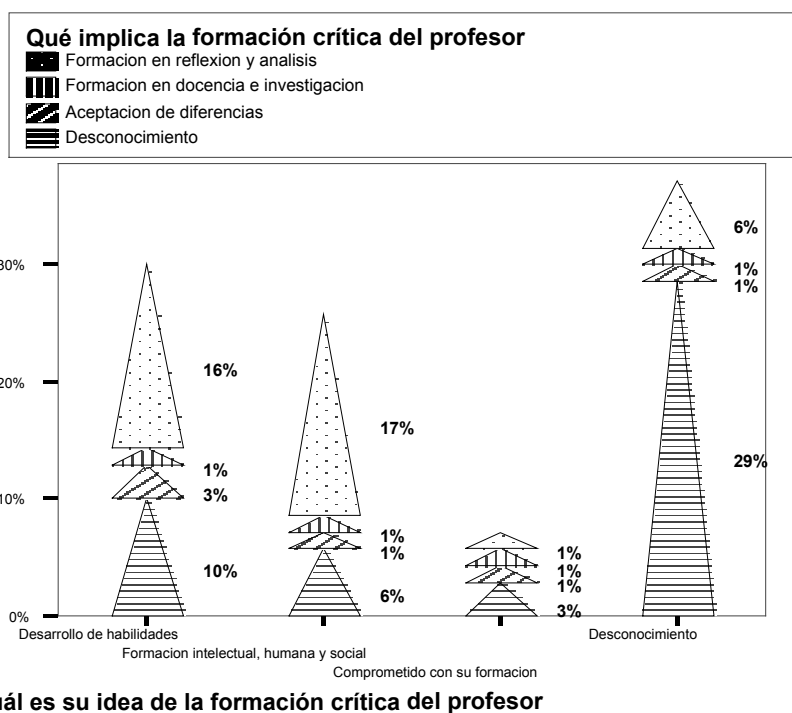 Qué implica la formación crítica del profesor
Formacion en reflexion y analisis
Formacion en docencia e investigacion
Aceptacion de diferencias
Desconocimiento
6%
30%
1%
1%
20%
16%
17%
29%
10%
1%
3%
1%
1%
1%
10%
1%
1%
6%
3%
0%
Desarrollo de habilidades
Desconocimiento
Formacion intelectual, humana y social
Comprometido con su formacion
es su idea de la formación crítica del profesor